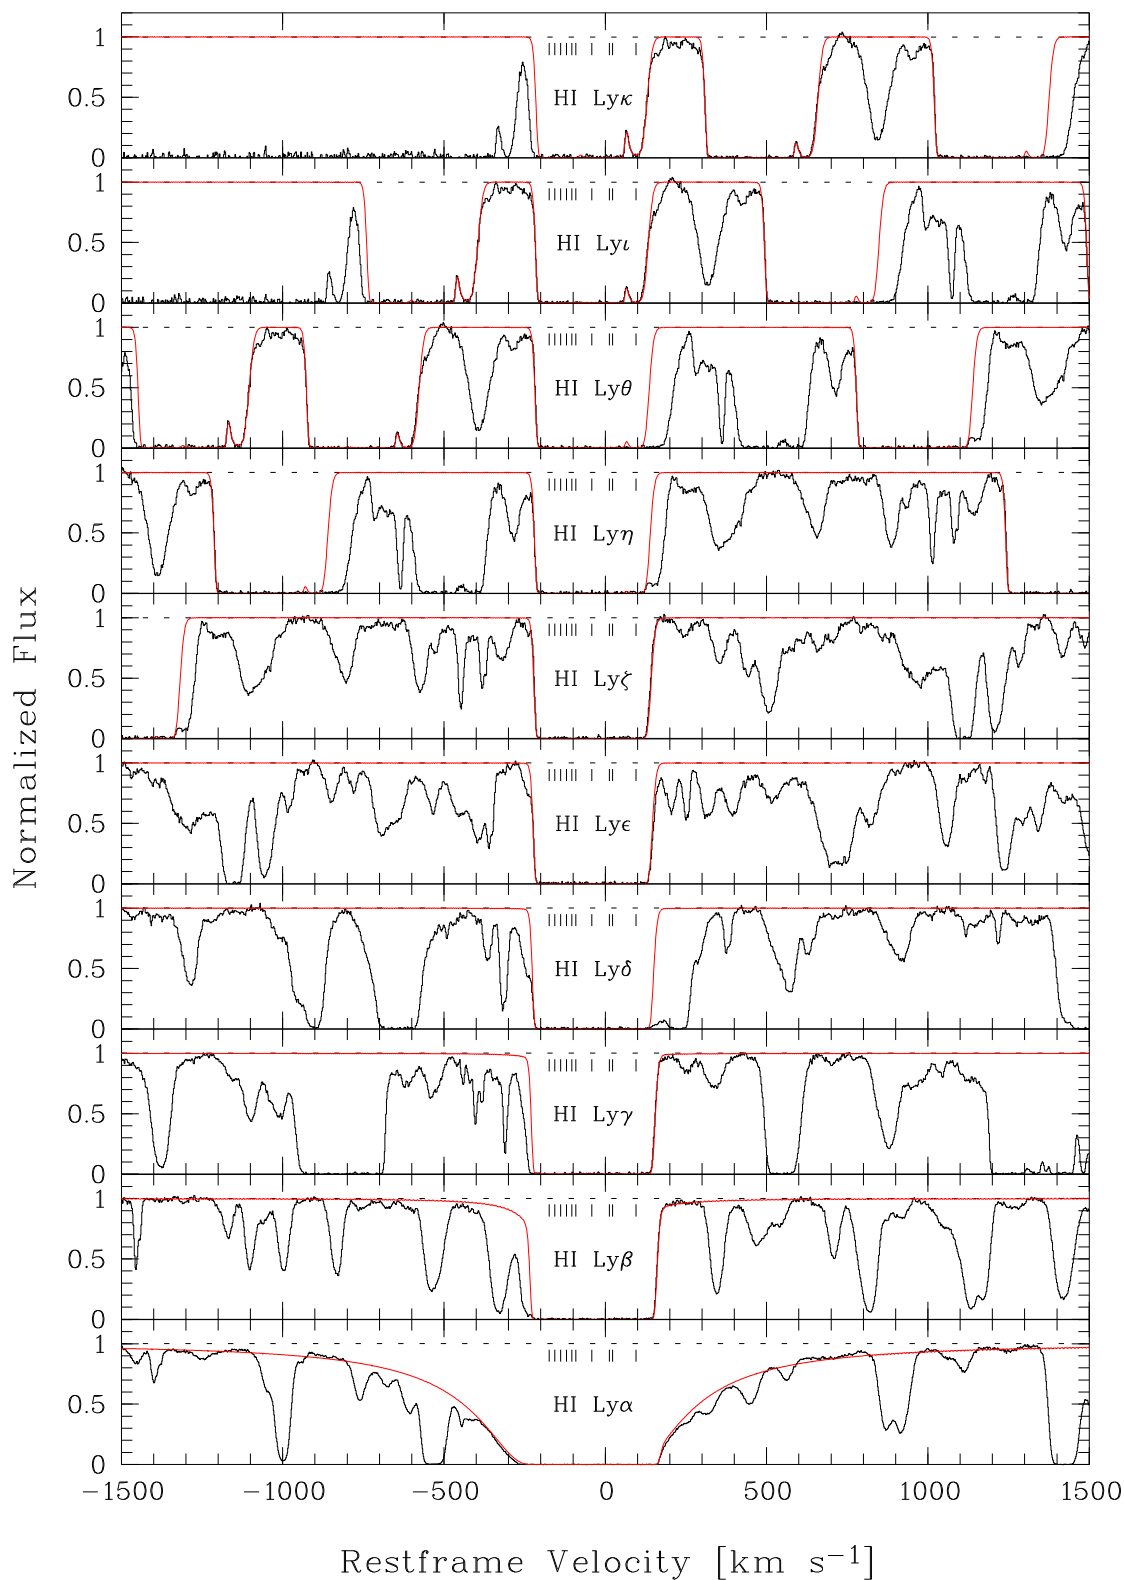 1
0.5
0
HI Lyκ
1
0.5
0
HI Lyι
1
0.5
0
HI Lyθ
1
0.5
0
HI Lyη
1
0.5
0
HI Lyζ
1
0.5
0
HI Lyϵ
1
0.5
0
HI Lyδ
1
0.5
0
HI Lyγ
1
0.5
0
HI Lyβ
1
0.5
0
HI Lyα
−1500 −1000 −500 0 500 1000 1500
Normalized Flux
Restframe Velocity [km s⁻¹]